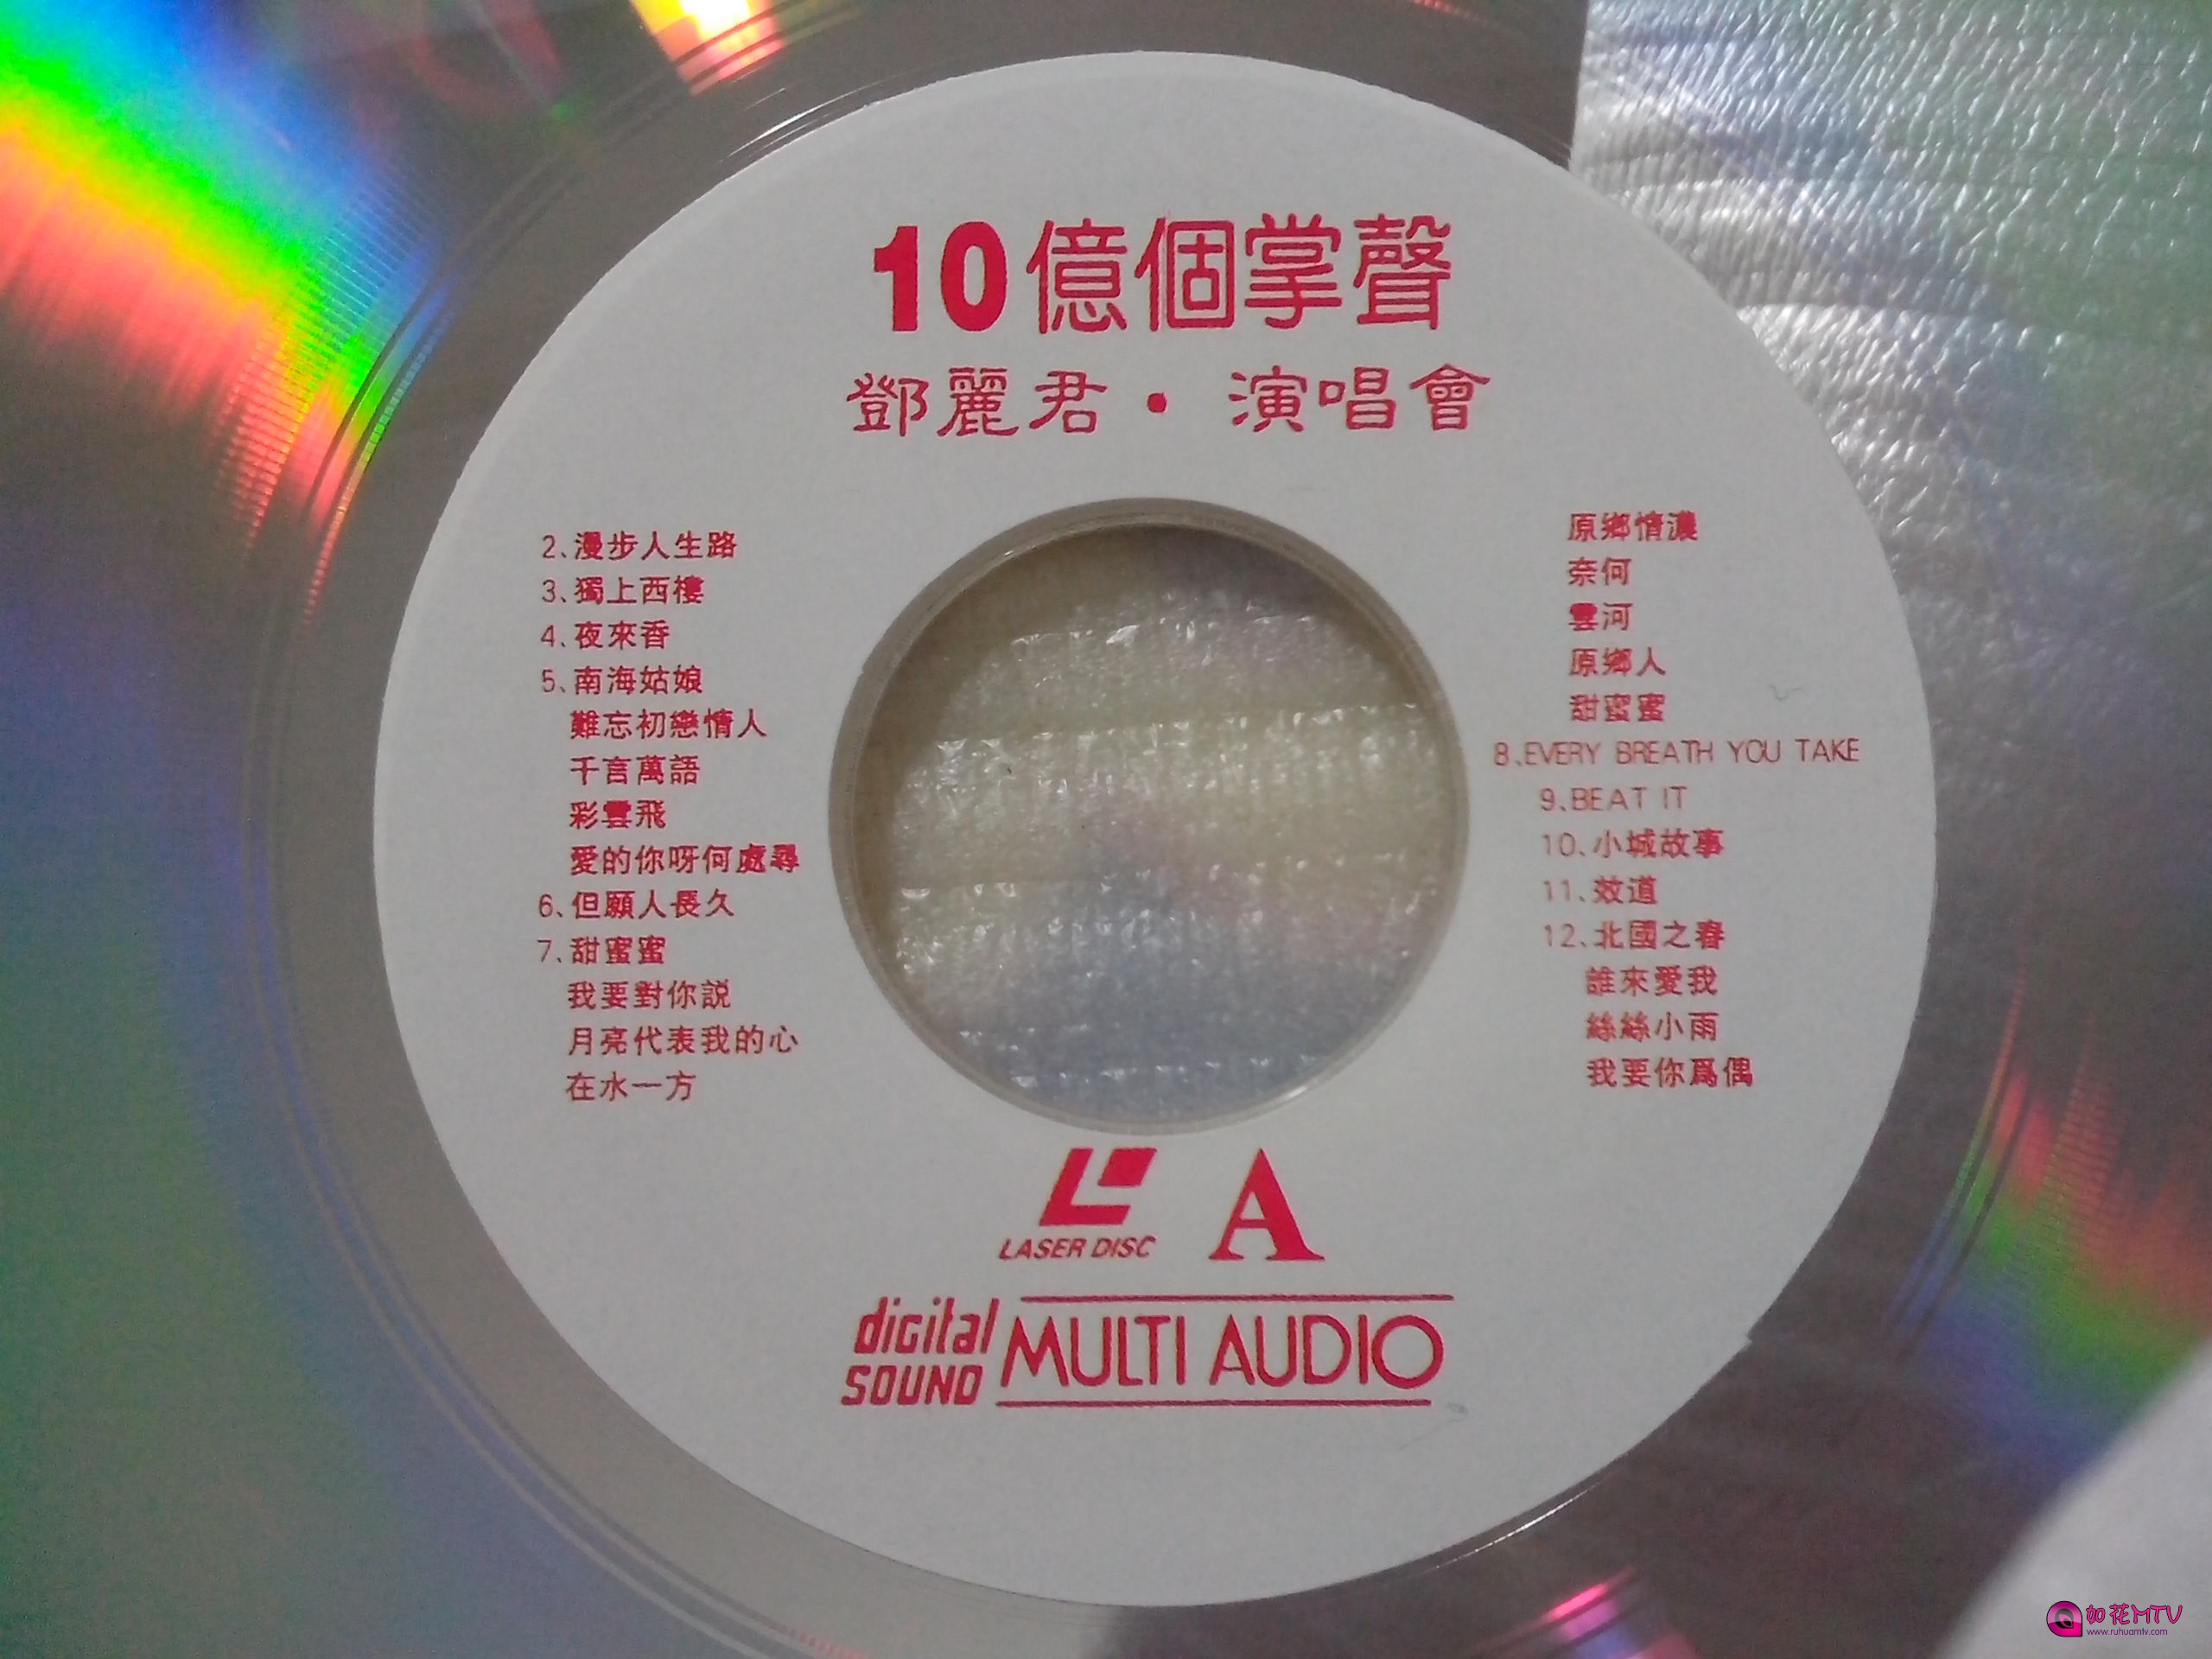 10億個掌聲
鄧麗君・演唱會
2、漫步人生路
3、獨上西樓
4、夜來香
5、南海姑娘
難忘初戀情人
千言萬語
彩雲飛
愛的你呀何處尋
6、但願人長久
7、甜蜜蜜
我要對你説
月亮代表我的心
在水一方
原鄉情濃
奈何
雲河
原鄉人
甜蜜蜜
8、EVERY BREATH YOU TAKE
9、BEAT IT
10、小城故事
11、效道
12、北國之春
誰來愛我
絲絲小雨
我要你爲偶
LASER DISC
A
digital SOUND
MULTI AUDIO
如花MTV
www.ruhuamtv.com